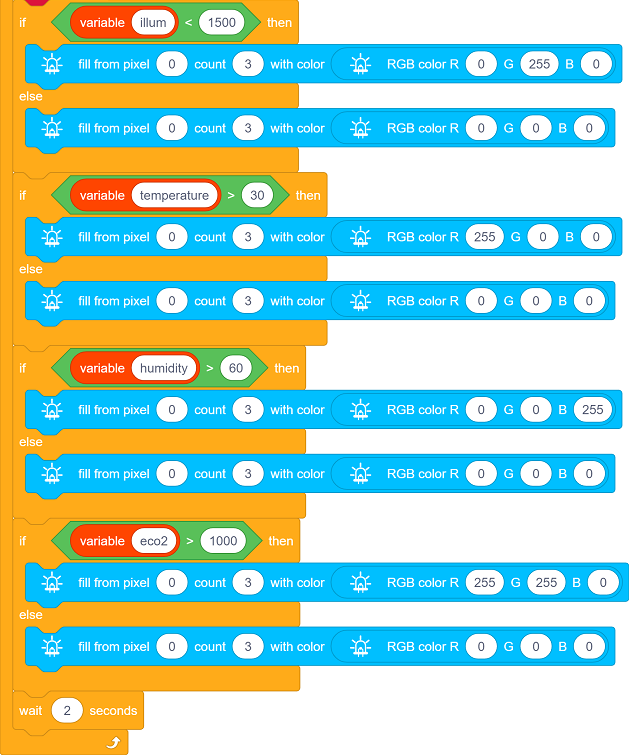 if variable illum < 1500 then
fill from pixel 0 count 3 with color RGB color R 0 G 255 B 0
else
fill from pixel 0 count 3 with color RGB color R 0 G 0 B 0
if variable temperature > 30 then
fill from pixel 0 count 3 with color RGB color R 255 G 0 B 0
else
fill from pixel 0 count 3 with color RGB color R 0 G 0 B 0
if variable humidity > 60 then
fill from pixel 0 count 3 with color RGB color R 0 G 0 B 255
else
fill from pixel 0 count 3 with color RGB color R 0 G 0 B 0
if variable eco2 > 1000 then
fill from pixel 0 count 3 with color RGB color R 255 G 255 B 0
else
fill from pixel 0 count 3 with color RGB color R 0 G 0 B 0
wait 2 seconds